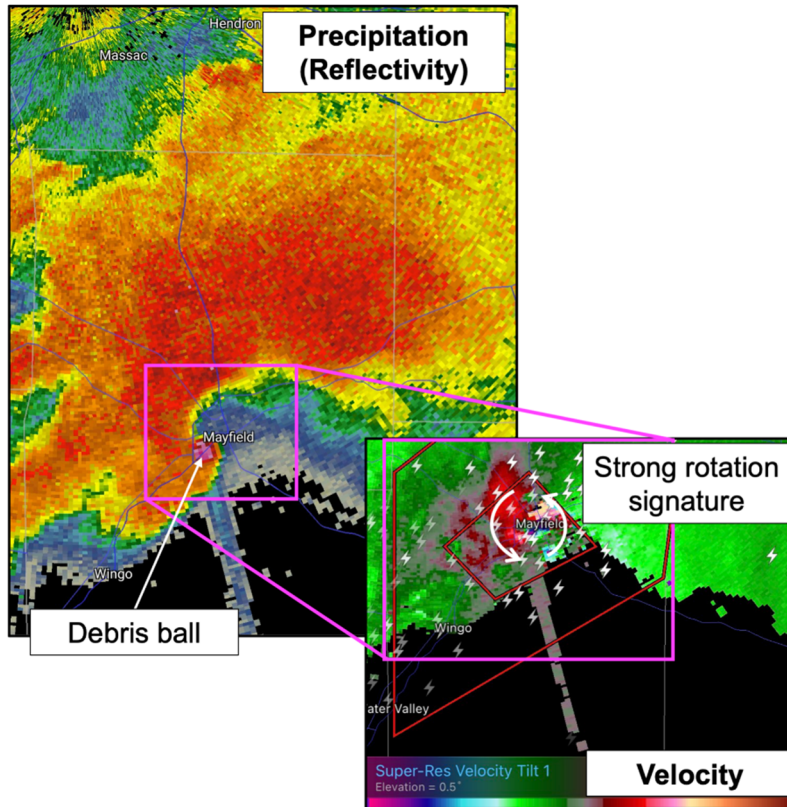 Hendron
Massac
Precipitation
(Reflectivity)
Mayfield
Wingo
Debris ball
Strong rotation
signature
Mayfield
Wingo
ater Valley
Super-Res Velocity Tilt 1
Elevation = 0.5°
Velocity